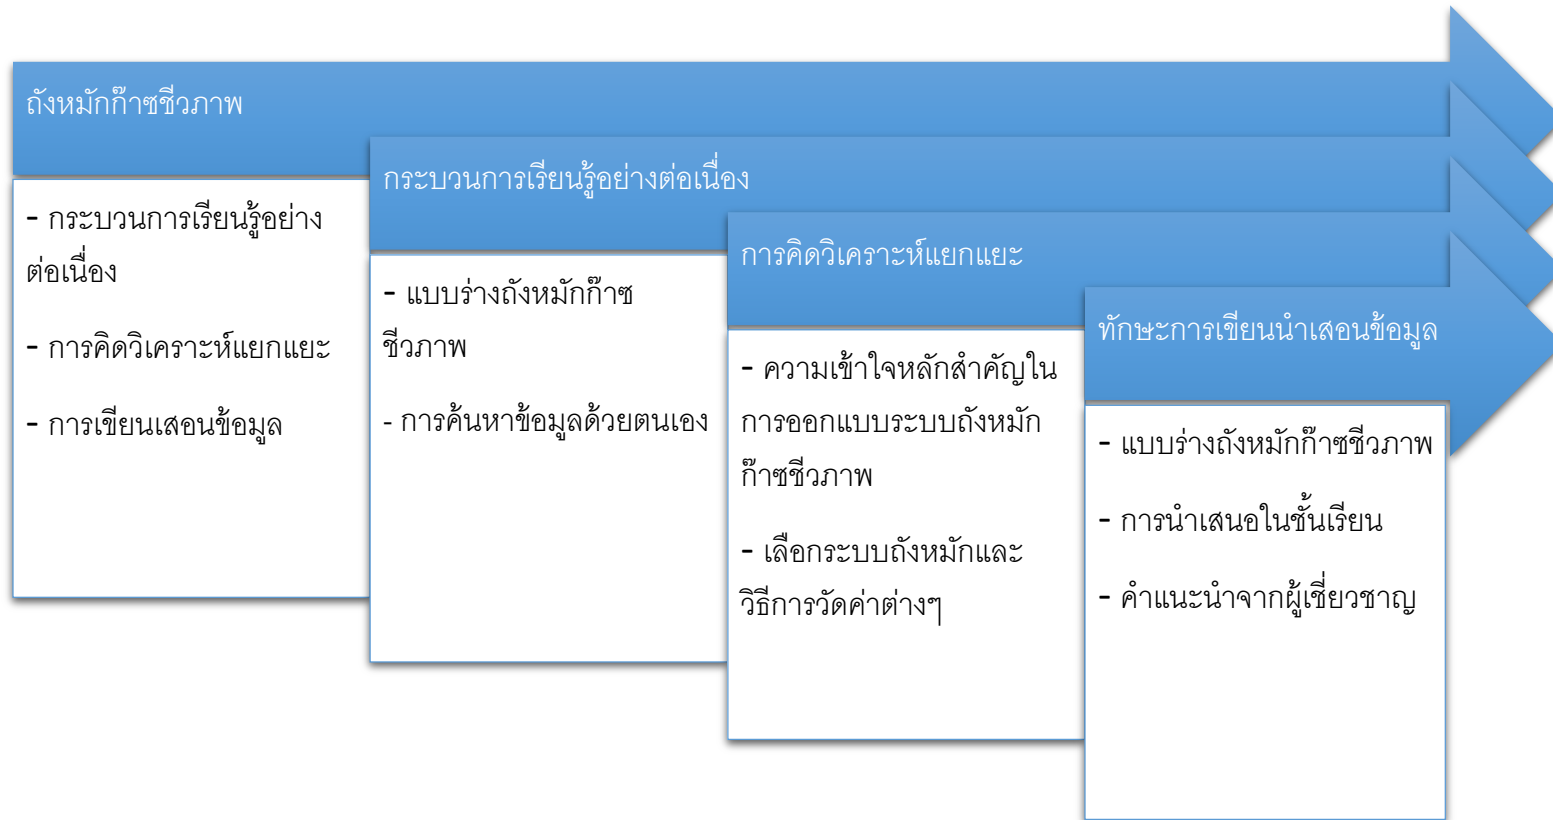 ถังหมักก๊าซชีวภาพ
- กระบวนการเรียนรู้อย่าง
ต่อเนื่อง
- การคิดวิเคราะห์แยกแยะ
- การเขียนเสอนข้อมูล
กระบวนการเรียนรู้อย่างต่อเนื่อง
- แบบร่างถังหมักก๊าซ
ชีวภาพ
- การค้นหาข้อมูลด้วยตนเอง
การคิดวิเคราะห์แยกแยะ
- ความเข้าใจหลักสำคัญใน
การออกแบบระบบถังหมัก
ก๊าซชีวภาพ
- เลือกระบบถังหมักและ
วิธีการวัดค่าต่างๆ
ทักษะการเขียนนำเสอนข้อมูล
- แบบร่างถังหมักก๊าซชีวภาพ
- การนำเสนอในชั้นเรียน
- คำแนะนำจากผู้เชี่ยวชาญ